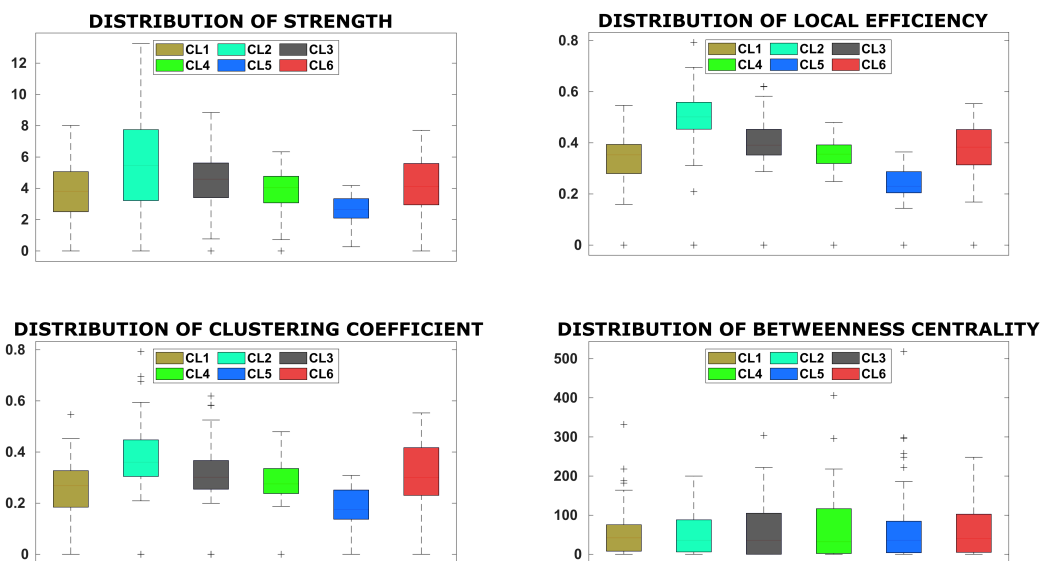 DISTRIBUTION OF STRENGTH
CL1 CL2 CL3
CL4 CL5 CL6
12
10
8
6
4
2
0
DISTRIBUTION OF LOCAL EFFICIENCY
CL1 CL2 CL3
CL4 CL5 CL6
0.8
0.6
0.4
0.2
0
DISTRIBUTION OF CLUSTERING COEFFICIENT
CL1 CL2 CL3
CL4 CL5 CL6
0.8
0.6
0.4
0.2
0
DISTRIBUTION OF BETWEENNESS CENTRALITY
CL1 CL2 CL3
CL4 CL5 CL6
500
400
300
200
100
0